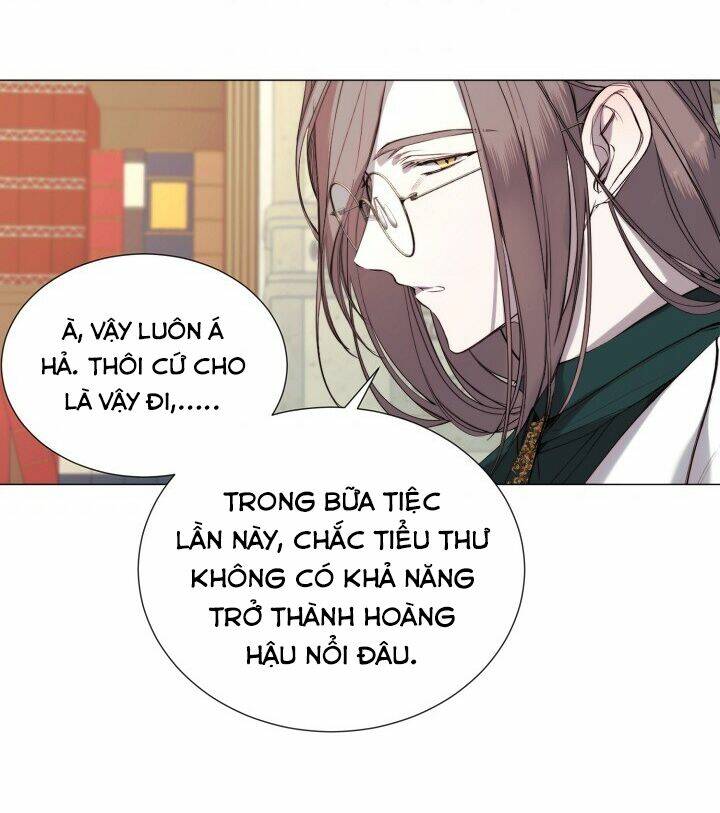 À, VẬY LUÔN Á
HẢ. THÔI CỨ CHO
LÀ VẬY ĐI,.....
TRONG BỮA TIỆC
LẦN NÀY, CHẮC TIỂU THƯ
KHÔNG CÓ KHẢ NĂNG
TRỞ THÀNH HOÀNG
HẬU NỔI ĐÂU.